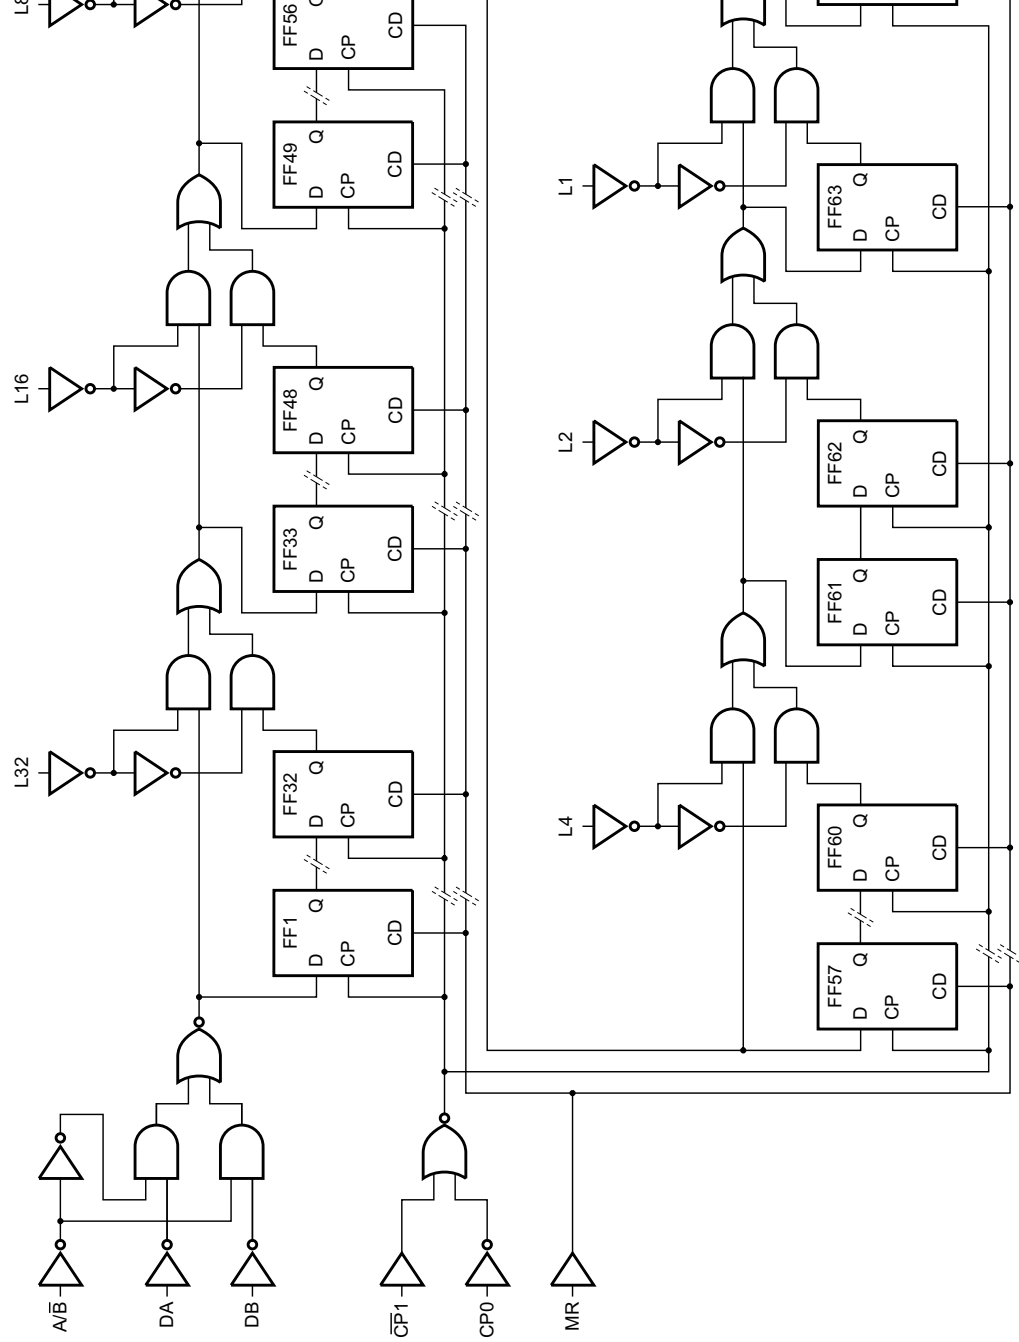 L8
FF56
Q
D
CP
CD
FF49
Q
D
CP
CD
L16
FF48
Q
D
CP
CD
FF33
Q
D
CP
CD
L32
FF32
Q
D
CP
CD
FF1
Q
D
CP
CD
A/B̅
DA
DB
C̅P̅1
CP0
MR
L1
FF63
Q
D
CP
CD
L2
FF62
Q
D
CP
CD
FF61
Q
D
CP
CD
L4
FF60
Q
D
CP
CD
FF57
Q
D
CP
CD